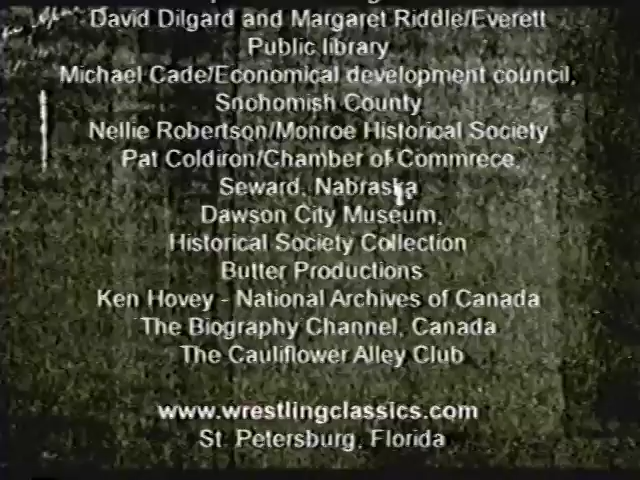 David Dilgard and Margaret Riddle/Everett
Public library
Michael Cade/Economical development council,
Snohomish County
Nellie Robertson/Monroe Historical Society
Pat Coldiron/Chamber of Commrece,
Seward, Nabraska
Dawson City Museum,
Historical Society Collection
Butter Productions
Ken Hovey - National Archives of Canada
The Biography Channel, Canada
The Cauliflower Alley Club
www.wrestlingclassics.com
St. Petersburg, Florida